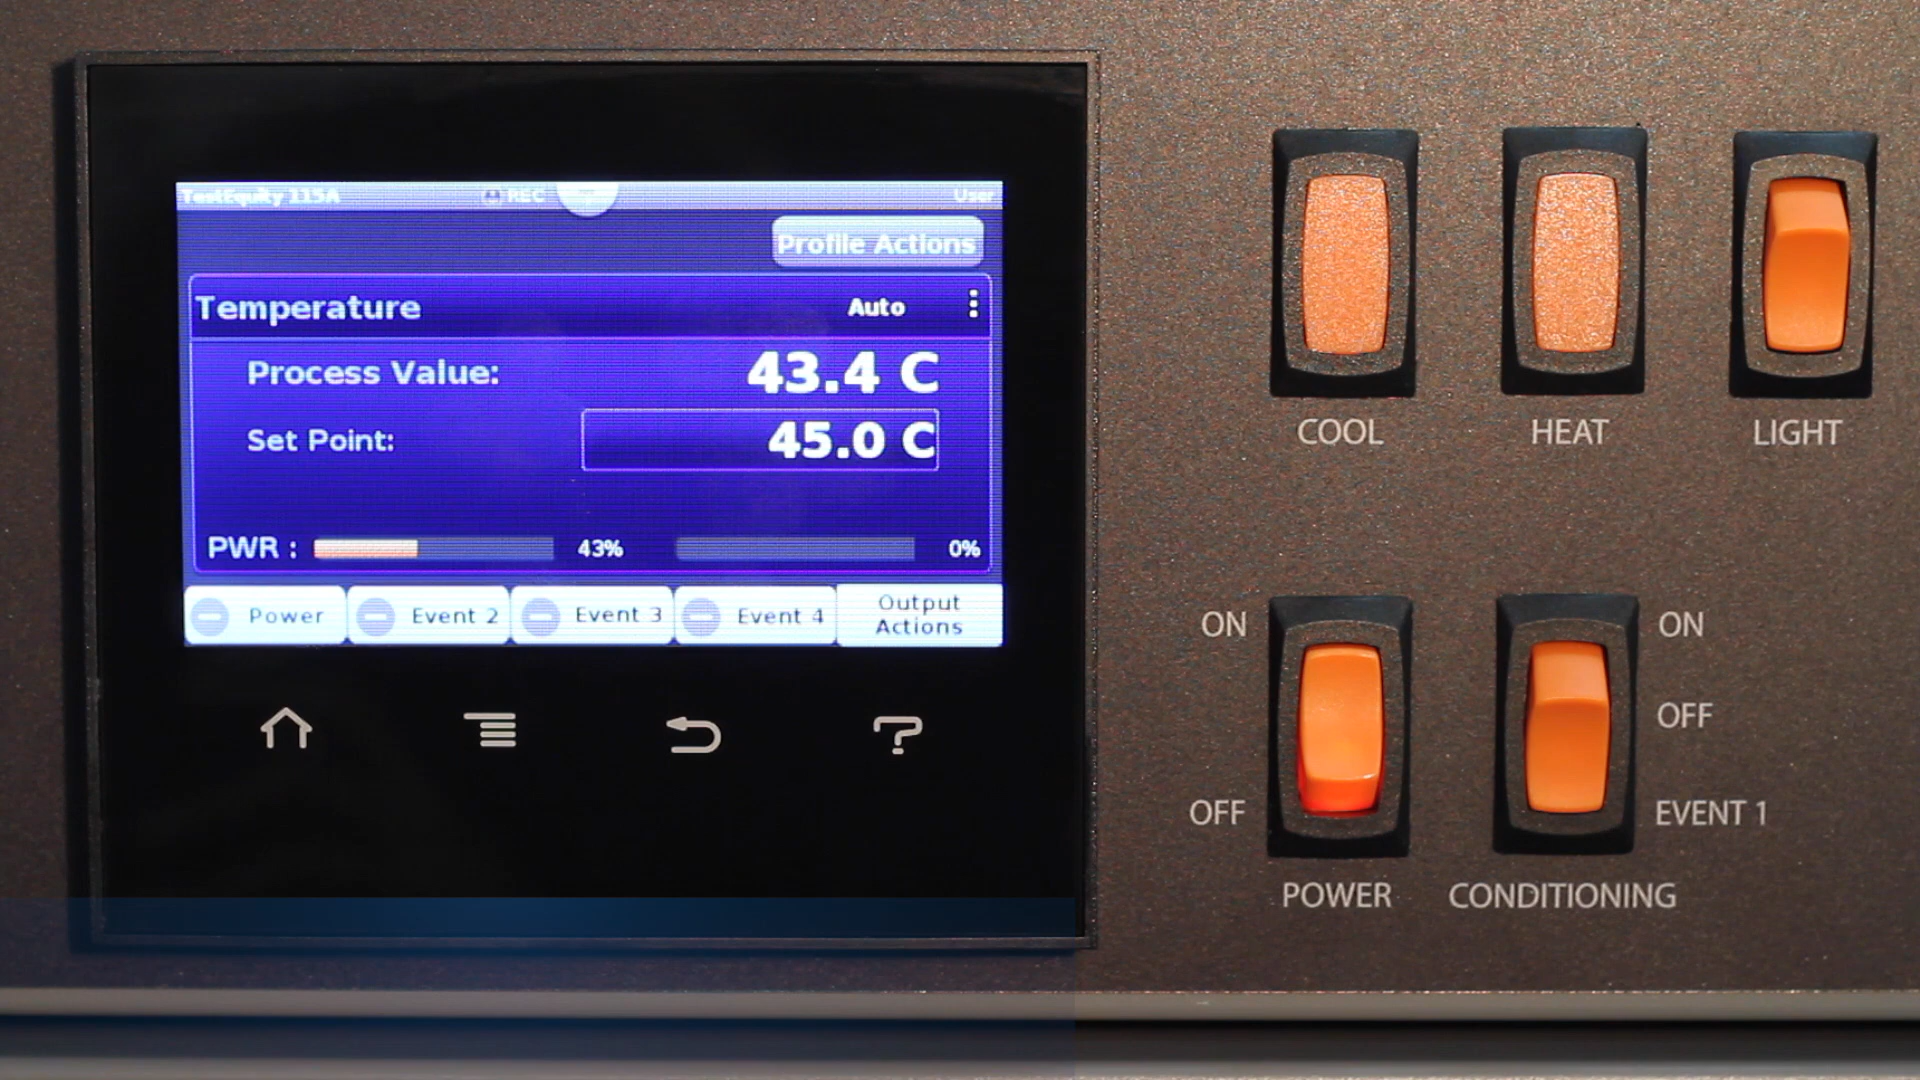 TestEquity 115A
REC
User
Profile Actions
Temperature
Auto
Process Value:
43.4 C
Set Point:
45.0 C
PWR :
43%
0%
Power
Event 2
Event 3
Event 4
Output
Actions
COOL
HEAT
LIGHT
ON
OFF
POWER
ON
OFF
EVENT 1
CONDITIONING